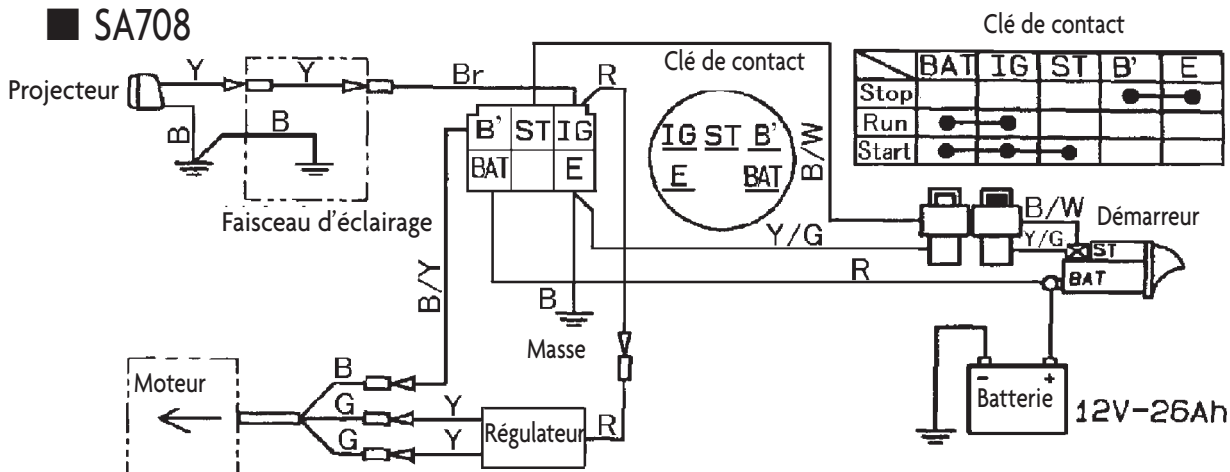 ■ SA708
Projecteur
Y
Y
Br
R
B
B
Faisceau d'éclairage
B' ST IG
BAT E
Clé de contact
IG ST B'
E BAT
B/W
Clé de contact
BAT IG ST B' E
Stop
Run
Start
B/W
Y/G
Démarreur
ST
BAT
Y/G
R
B/Y
B
Masse
Moteur
B
G
G
Y
Y
Régulateur
R
- +
Batterie
12V-26Ah